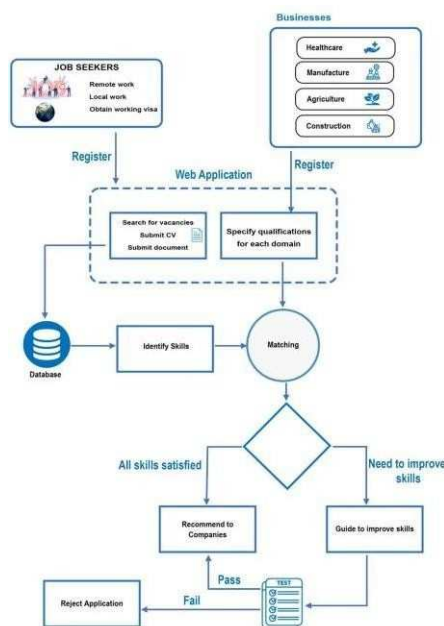 Businesses
JOB SEEKERS
Remote work
Local work
Obtain working visa
Healthcare
Manufacture
Agriculture
Construction
Register
Register
Web Application
Search for vacancies
Submit CV
Submit document
Specify qualifications
for each domain
Database
Identify Skills
Matching
All skills satisfied
Need to improve
skills
Recommend to
Companies
Guide to improve skills
Pass
TEST
Fail
Reject Application